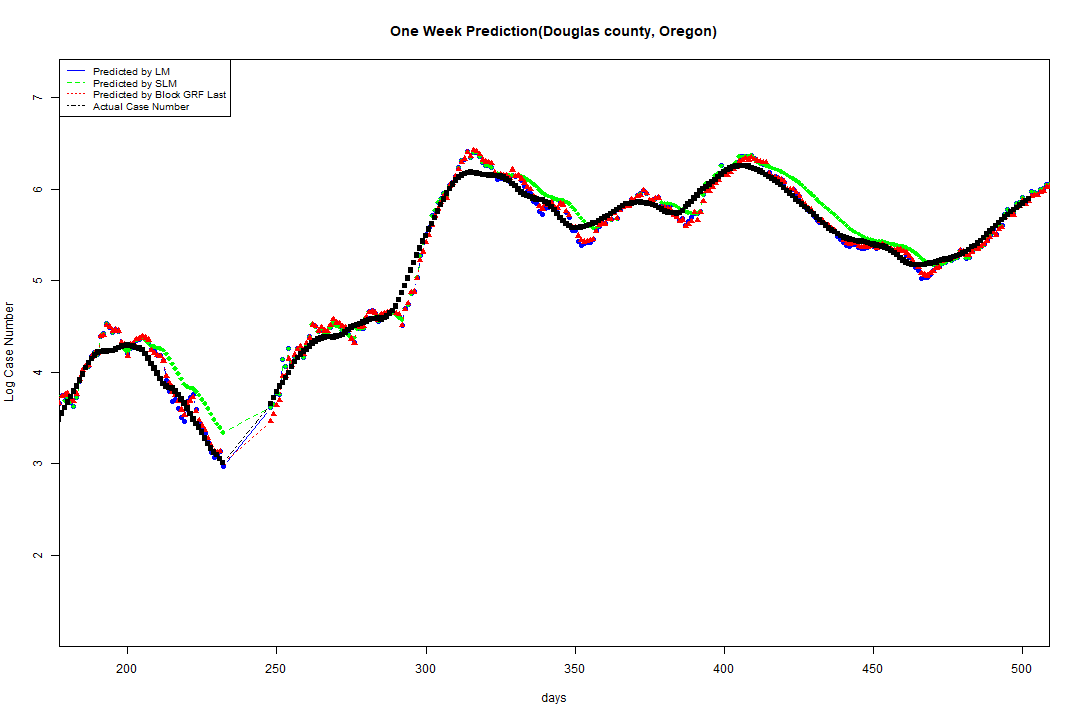 One Week Prediction(Douglas county, Oregon)
Predicted by LM
Predicted by SLM
Predicted by Block GRF Last
Actual Case Number
7
6
5
4
3
2
Log Case Number
200 250 300 350 400 450 500
days